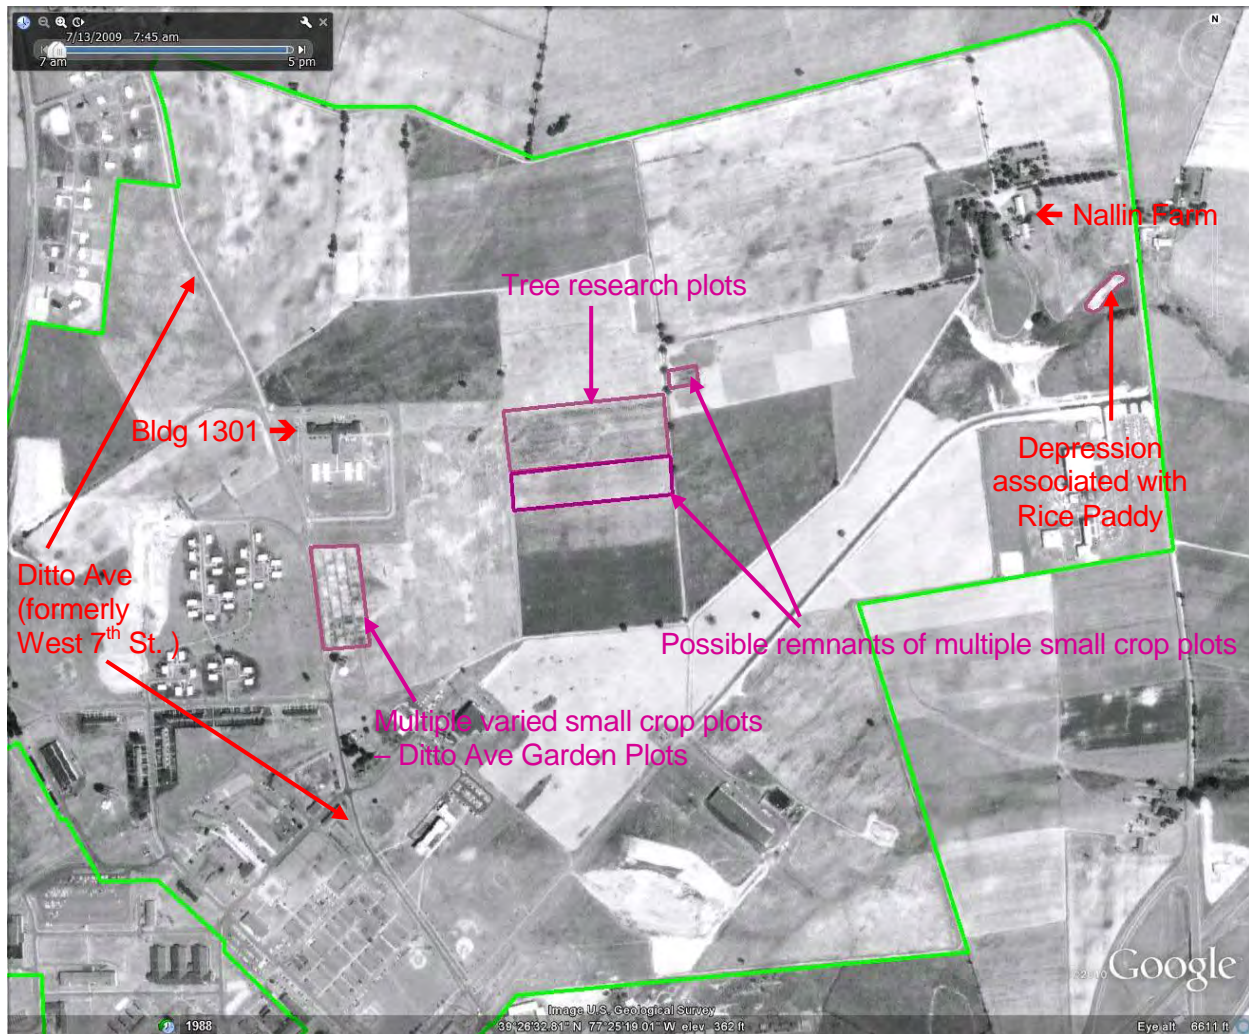 7/13/2009 7:45 am
7 am 5 pm
N
← Nallin Farm
Tree research plots
Bldg 1301 →
Depression
associated with
Rice Paddy
Ditto Ave
(formerly
West 7th St. )
Possible remnants of multiple small crop plots
Multiple varied small crop plots
– Ditto Ave Garden Plots
Google
Image U.S. Geological Survey
1988
39°26'32.81" N 77°25'19.01" W elev 362 ft
Eye alt 6611 ft